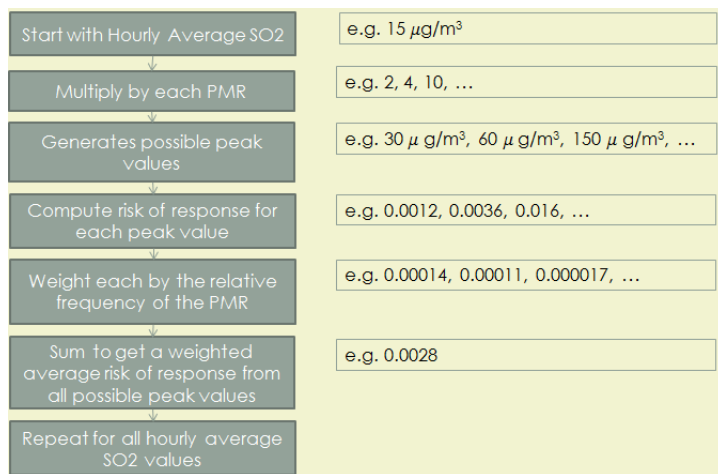 Start with Hourly Average SO2
e.g. 15 μg/m³
Multiply by each PMR
e.g. 2, 4, 10, …
Generates possible peak
values
e.g. 30 μ g/m³, 60 μ g/m³, 150 μ g/m³, …
Compute risk of response for
each peak value
e.g. 0.0012, 0.0036, 0.016, …
Weight each by the relative
frequency of the PMR
e.g. 0.00014, 0.00011, 0.000017, …
Sum to get a weighted
average risk of response from
all possible peak values
e.g. 0.0028
Repeat for all hourly average
SO2 values